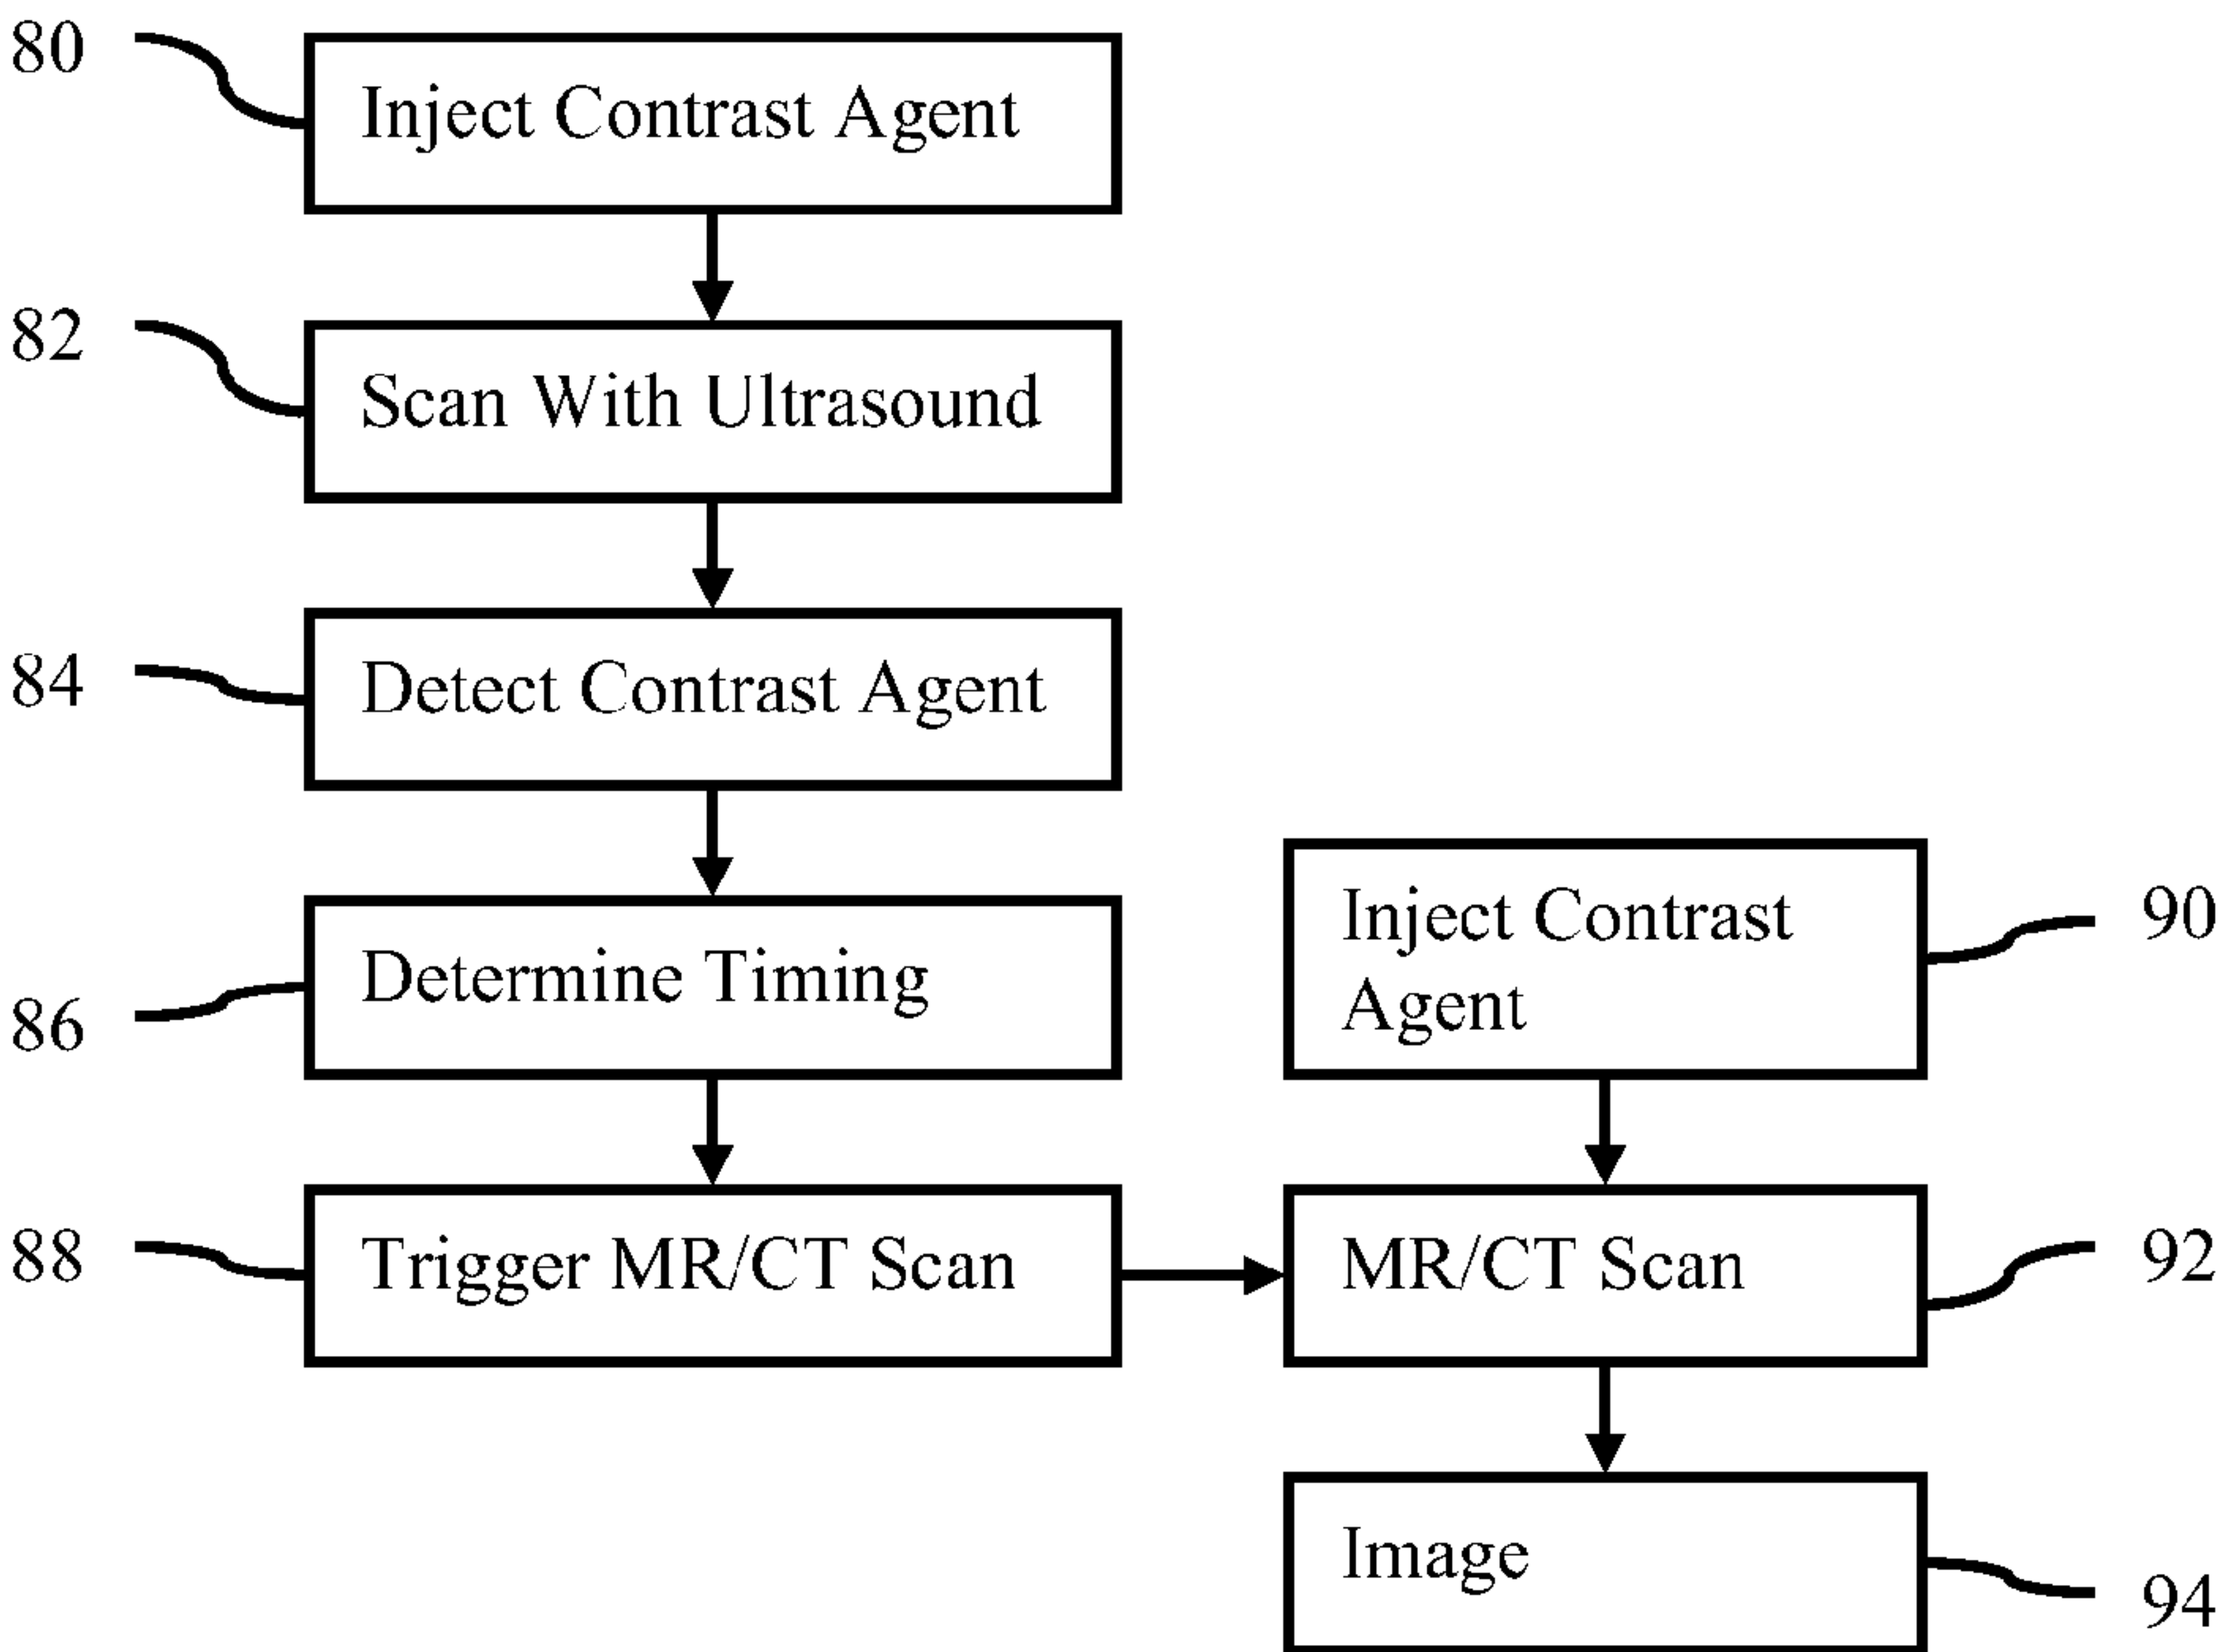 80
Inject Contrast Agent
82
Scan With Ultrasound
84
Detect Contrast Agent
86
Determine Timing
88
Trigger MR/CT Scan
Inject Contrast
Agent
90
MR/CT Scan
92
Image
94